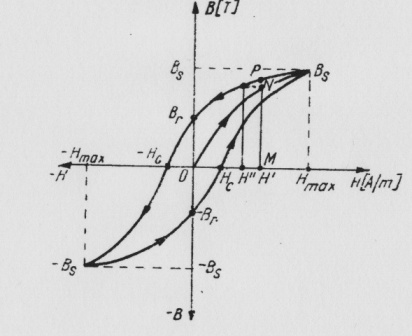 B[T]
B_s
P
B_s
N
B_r
-H_max
-H_c
M
-H
O
H_c
H''
H'
H_max
H[A/m]
-B_r
-B_s
-B_s
-B